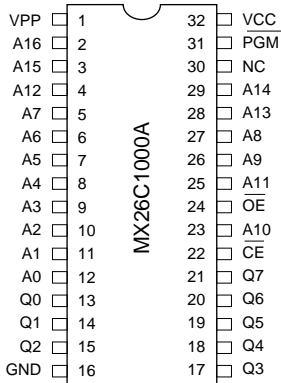 VPP 1 32 VCC
A16 2 31 PGM
A15 3 30 NC
A12 4 29 A14
A7 5 28 A13
A6 6 27 A8
A5 7 26 A9
A4 8 25 A11
A3 9 24 OE
A2 10 23 A10
A1 11 22 CE
A0 12 21 Q7
Q0 13 20 Q6
Q1 14 19 Q5
Q2 15 18 Q4
GND 16 17 Q3
MX26C1000A